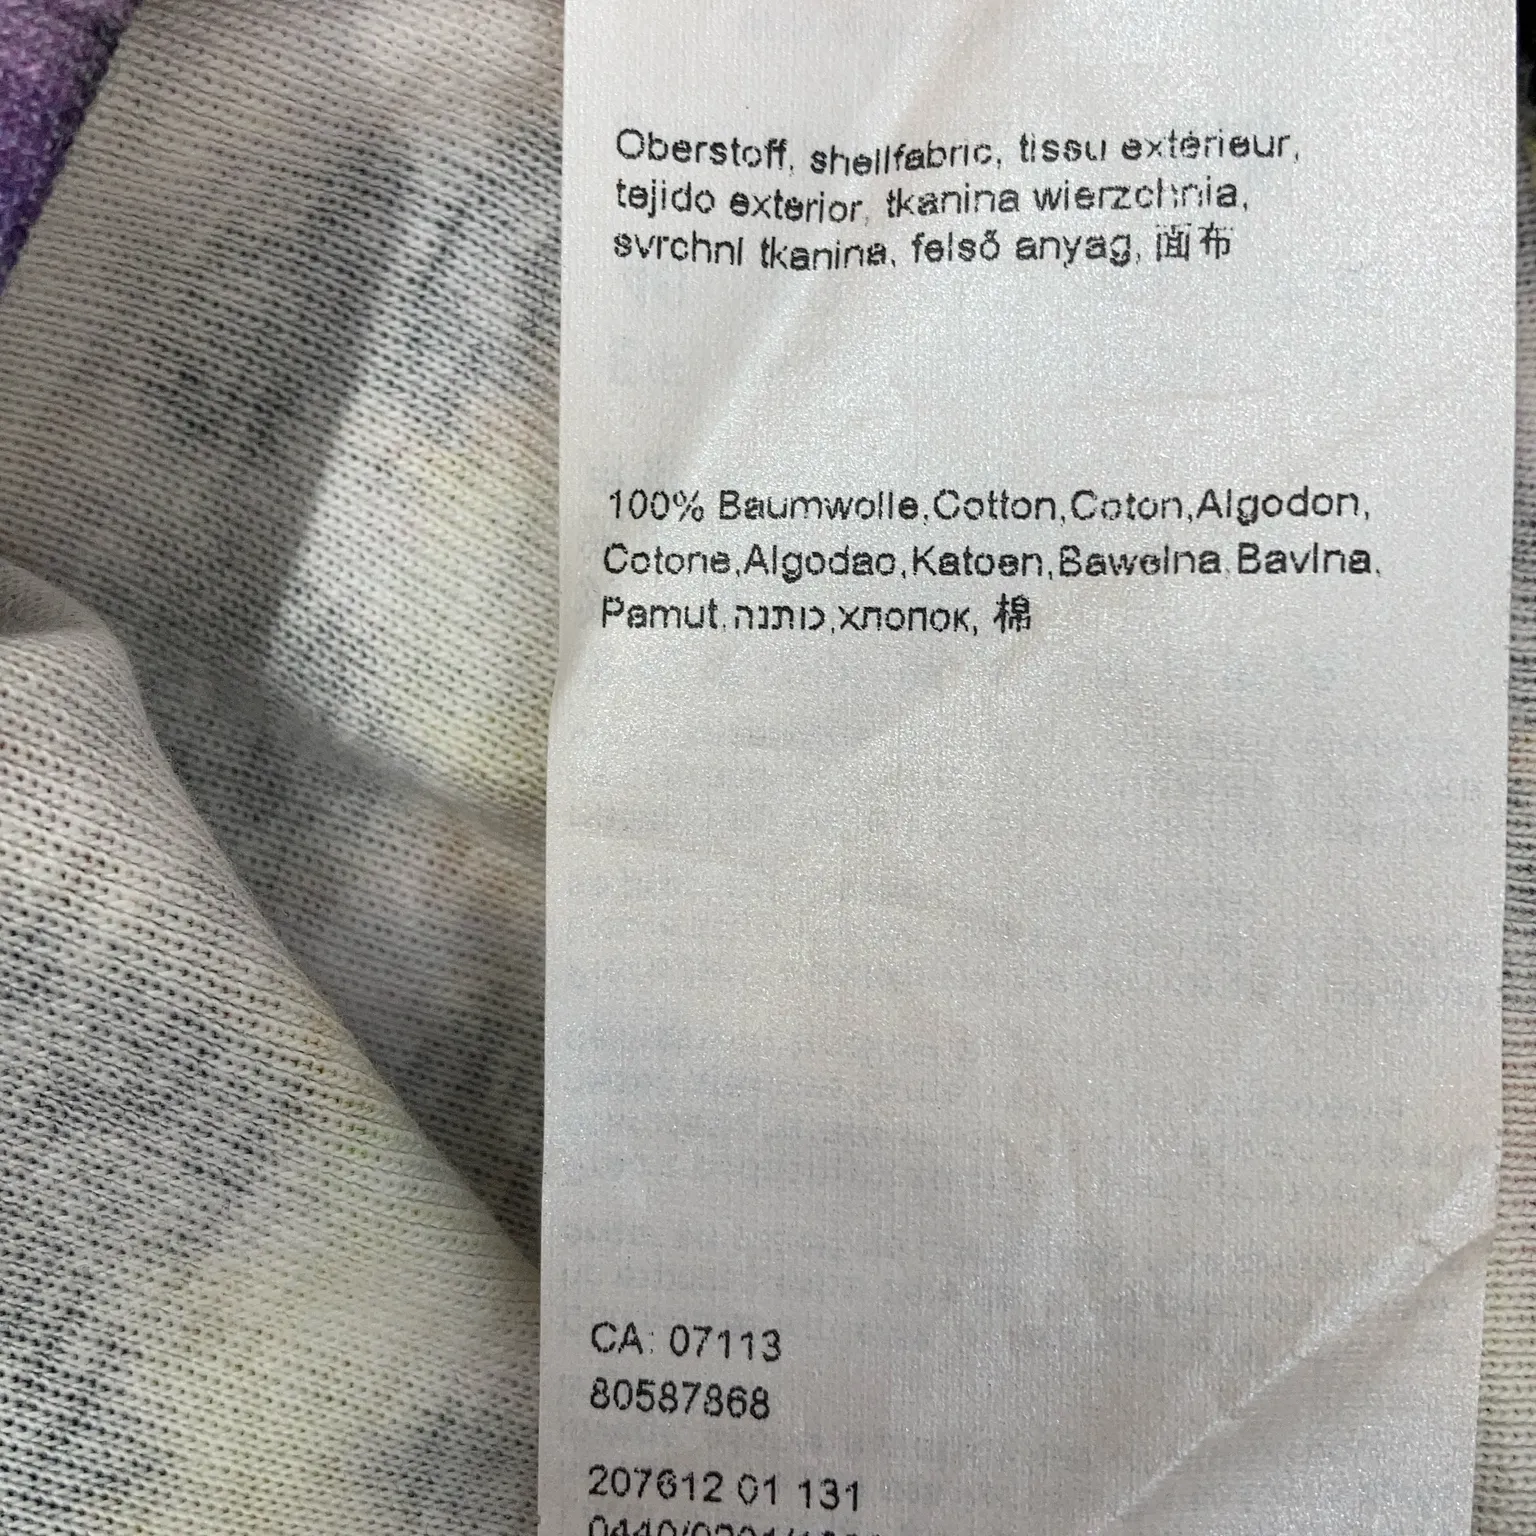 Oberstoff, shellfabric, tissu extérieur,
tejido exterior, tkanina wierzchnia,
svrchní tkanina, felső anyag, 面布
100% Baumwolle,Cotton,Coton,Algodon,
Cotone,Algodao,Katoen,Bawelna,Bavlna,
Pamut,כותנה,хлопок, 棉
CA: 07113
80587868
207612 01 131